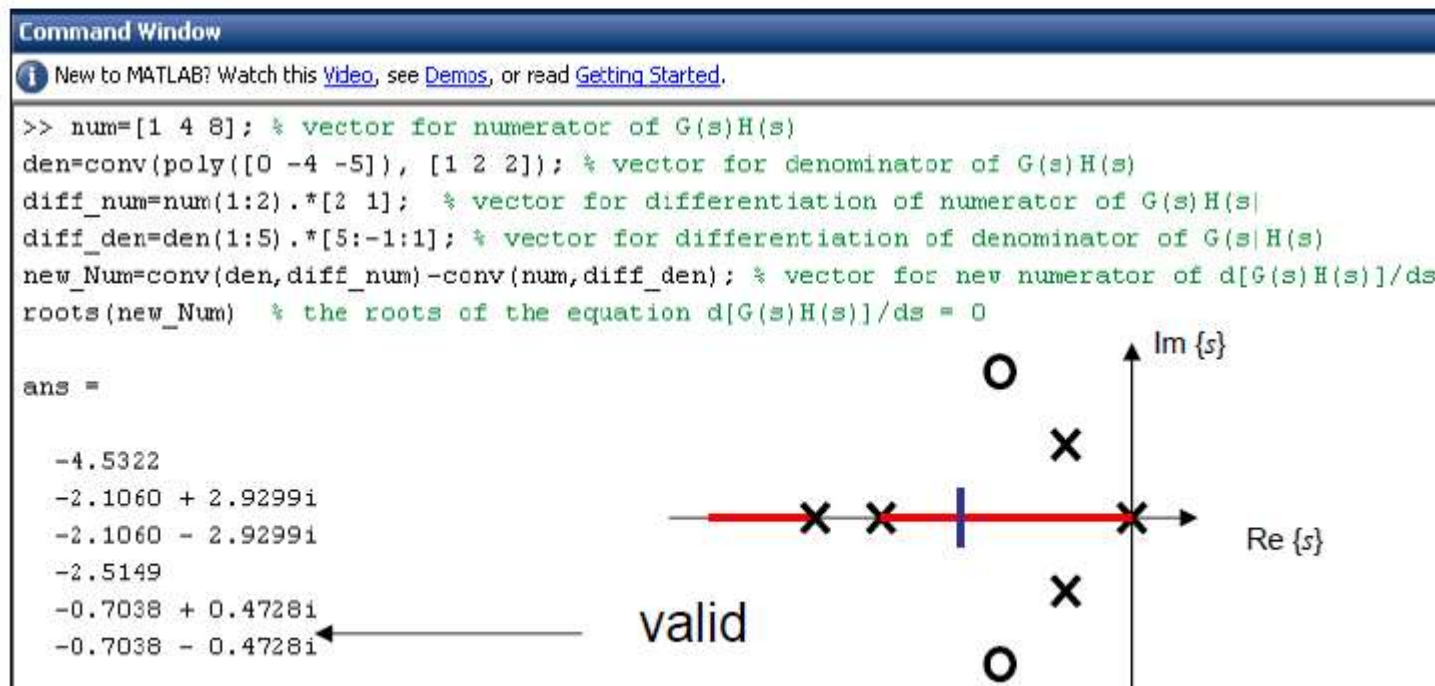 Command Window
New to MATLAB? Watch this Video, see Demos, or read Getting Started.
>> num=[1 4 8]; % vector for numerator of G(s)H(s)
den=conv(poly([0 -4 -5]), [1 2 2]); % vector for denominator of G(s)H(s)
diff_num=num(1:2).*[2 1]; % vector for differentiation of numerator of G(s)H(s|
diff_den=den(1:5).*[5:-1:1]; % vector for differentiation of denominator of G(s|H(s)
new_Num=conv(den,diff_num)-conv(num,diff_den); % vector for new numerator of d[G(s)H(s)]/ds
roots(new_Num) % the roots of the equation d[G(s)H(s)]/ds = 0
Im {s}
ans =
-4.5322
-2.1060 + 2.9299i
-2.1060 - 2.9299i
Re {s}
-2.5149
-0.7038 + 0.4728i
valid
-0.7038 - 0.4728i